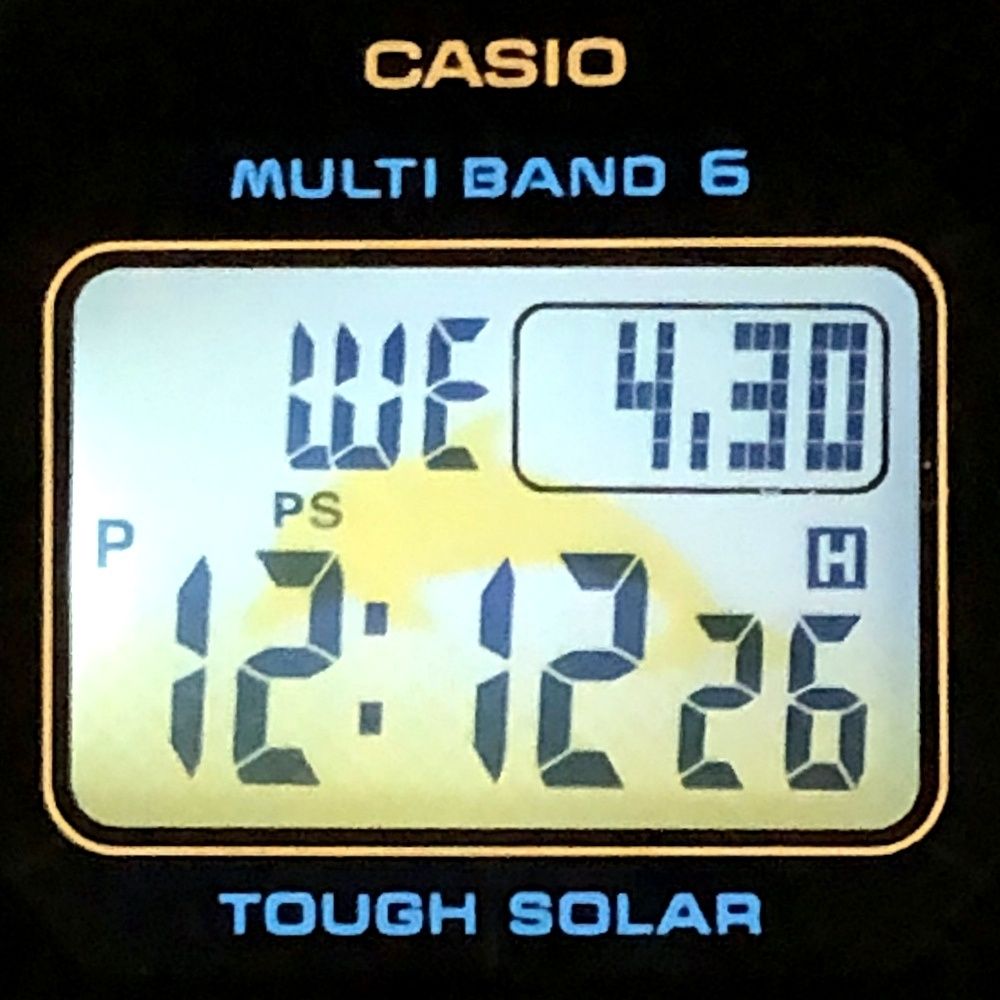 CASIO
MULTI BAND 6
WE 4.30
PS
P H
12:12 26
TOUGH SOLAR